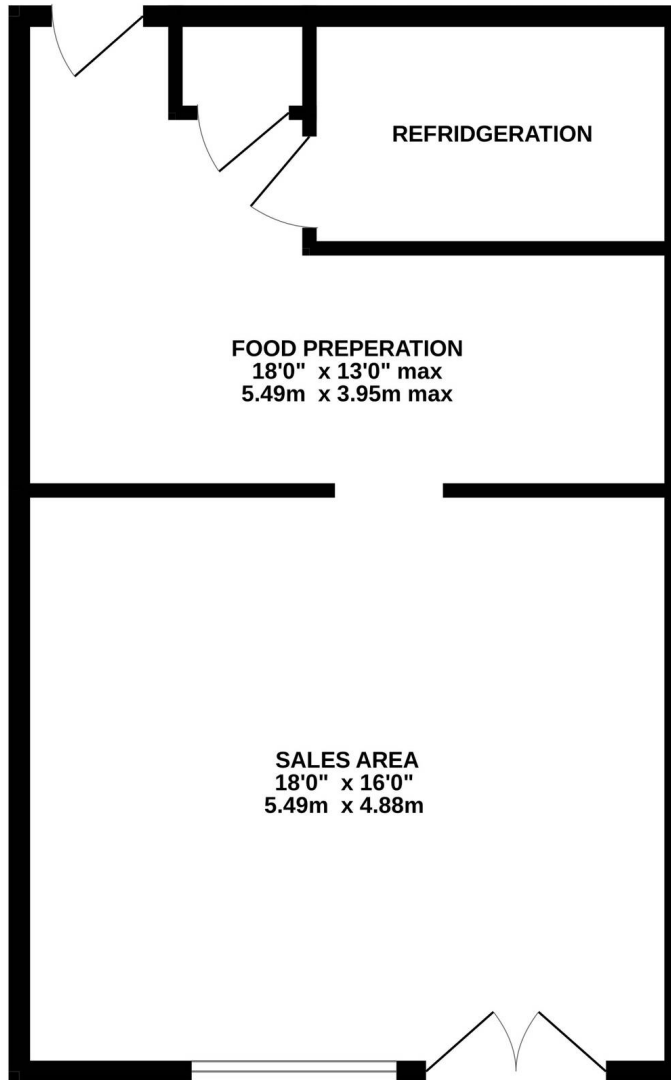 REFRIDGERATION
FOOD PREPERATION
18'0" x 13'0" max
5.49m x 3.95m max
SALES AREA
18'0" x 16'0"
5.49m x 4.88m